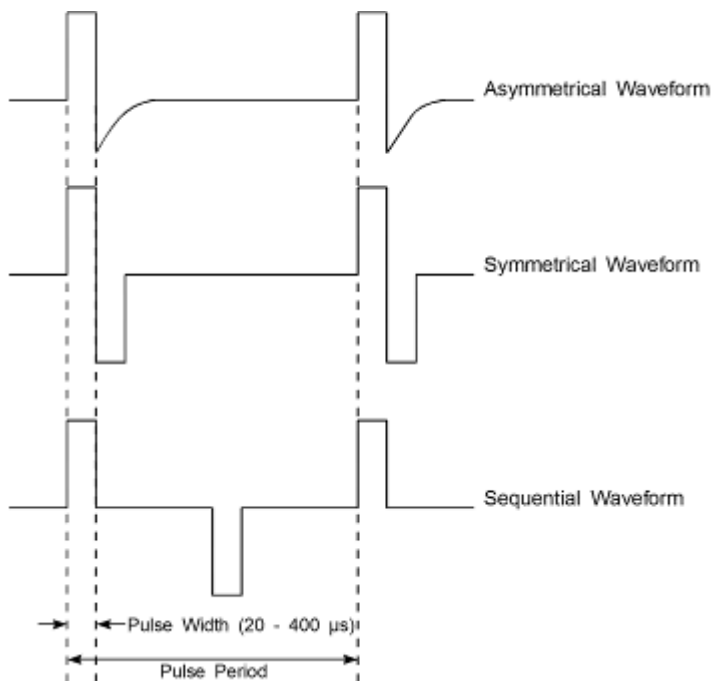 Asymmetrical Waveform
Symmetrical Waveform
Sequential Waveform
Pulse Width (20 - 400 µs)
Pulse Period